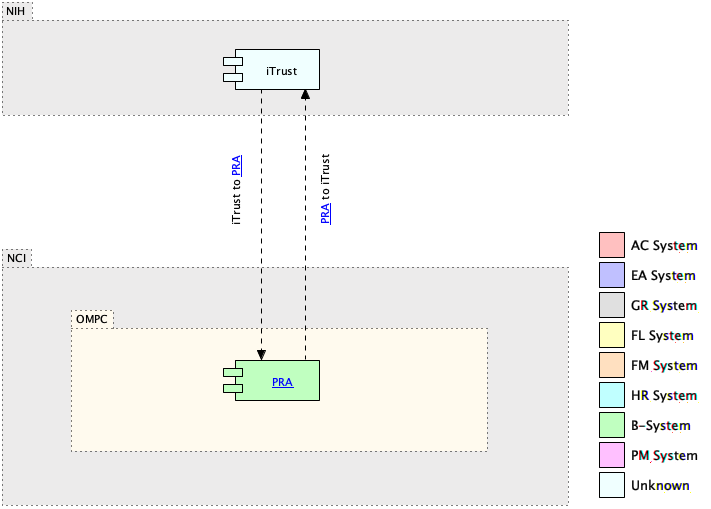 NIH
iTrust
iTrust to PRA
PRA to iTrust
NCI
OMPC
PRA
AC System
EA System
GR System
FL System
FM System
HR System
B-System
PM System
Unknown